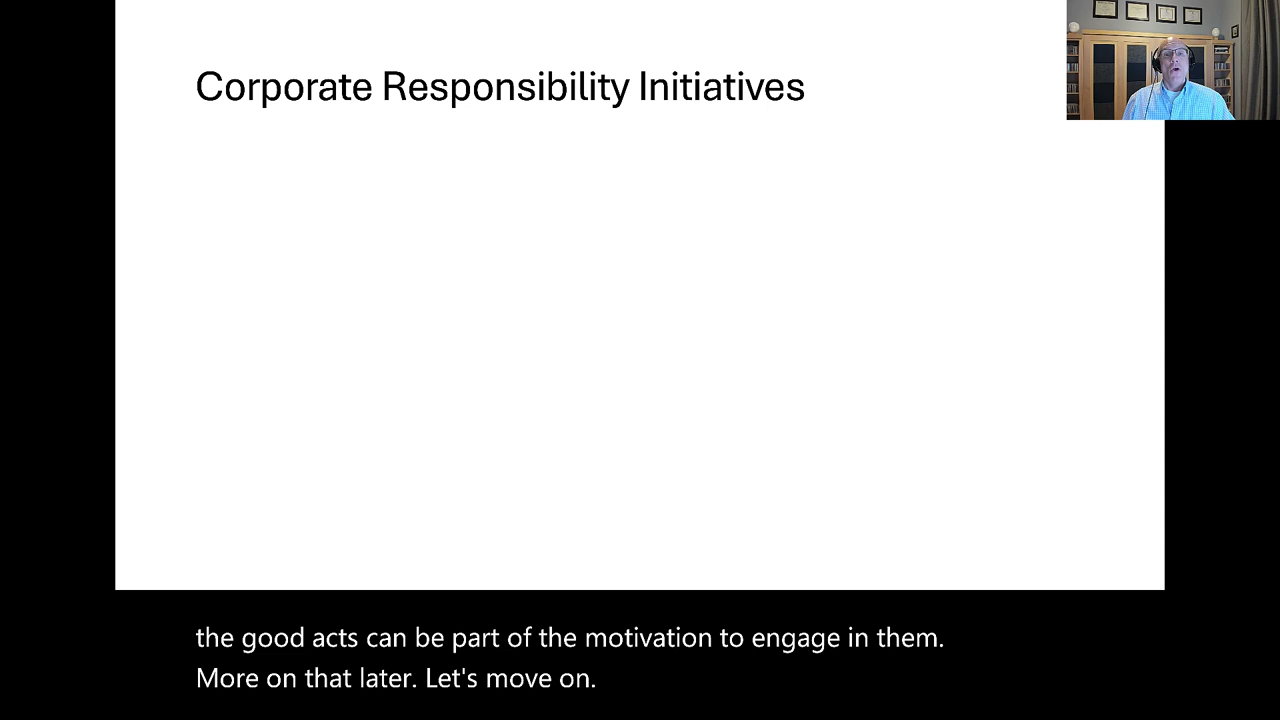 Corporate Responsibility Initiatives
the good acts can be part of the motivation to engage in them.
More on that later. Let's move on.